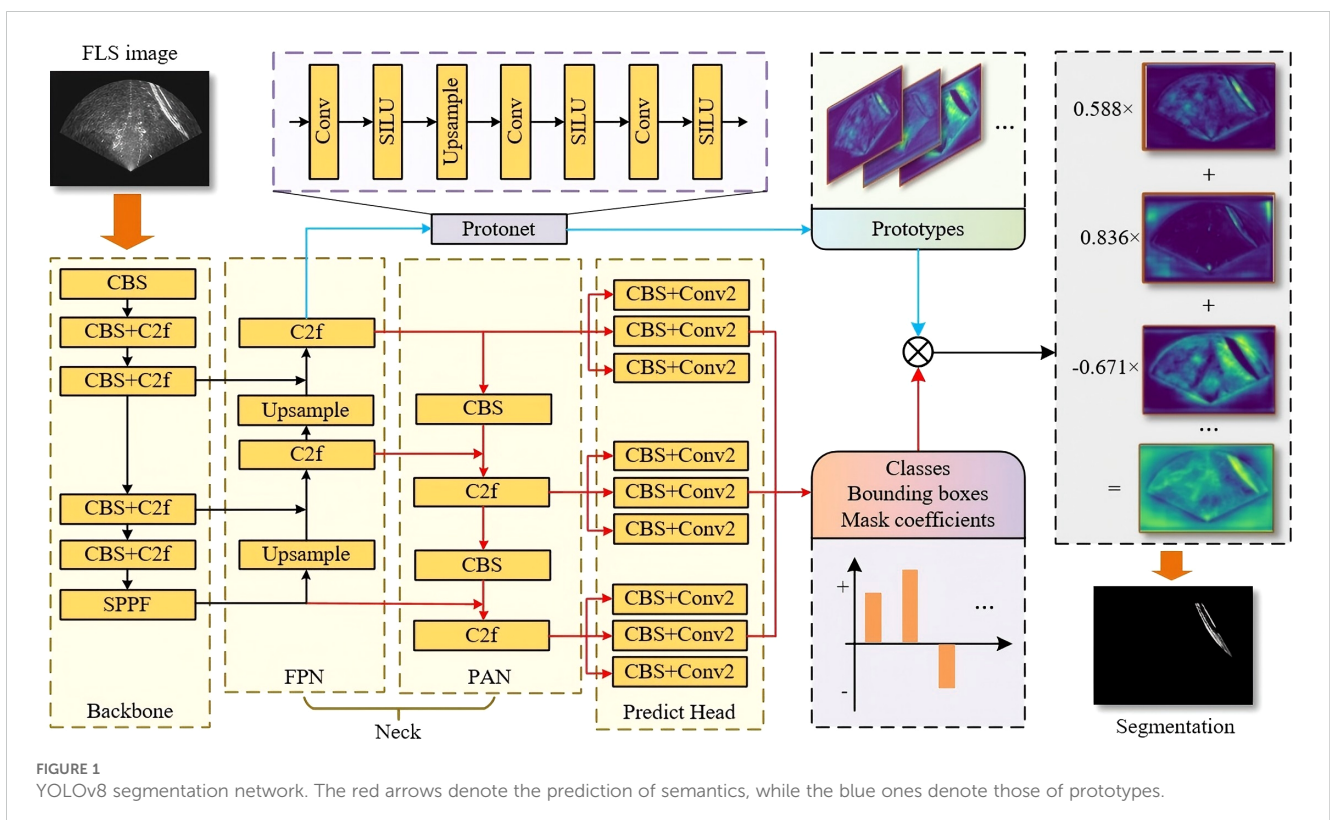 FLS image
Conv
SILU
Upsample
Conv
SILU
Conv
SILU
Protonet
...
Prototypes
CBS
CBS+C2f
CBS+C2f
CBS+C2f
CBS+C2f
SPPF
Backbone
C2f
Upsample
C2f
Upsample
FPN
CBS
C2f
CBS
C2f
PAN
Neck
CBS+Conv2
CBS+Conv2
CBS+Conv2
CBS+Conv2
CBS+Conv2
CBS+Conv2
CBS+Conv2
CBS+Conv2
CBS+Conv2
Predict Head
Classes
Bounding boxes
Mask coefficients
+
...
-
0.588×
+
0.836×
+
-0.671×
...
=
Segmentation
FIGURE 1
YOLOv8 segmentation network. The red arrows denote the prediction of semantics, while the blue ones denote those of prototypes.